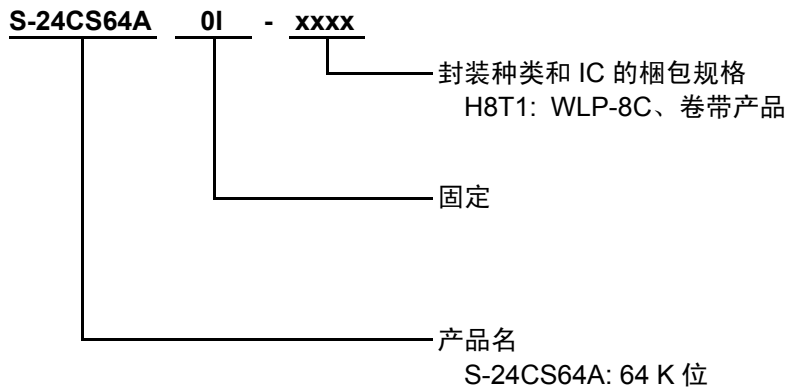 S-24CS64A 0I - xxxx
封装种类和 IC 的梱包规格
H8T1: WLP-8C、卷带产品
固定
产品名
S-24CS64A: 64 K 位